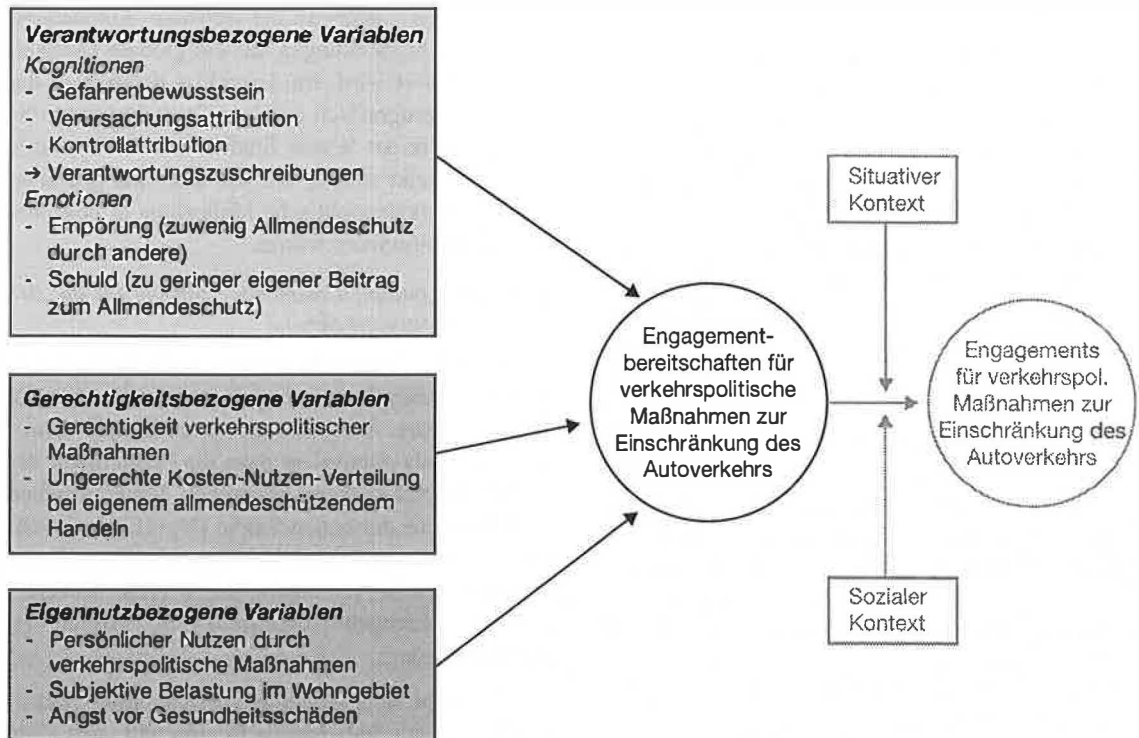 Verantwortungsbezogene Variablen
Kognitionen
- Gefahrenbewusstsein
- Verursachungsattribution
- Kontrollattribution
→ Verantwortungszuschreibungen
Emotionen
- Empörung (zuwenig Allmendeschutz
durch andere)
- Schuld (zu geringer eigener Beitrag
zum Allmendeschutz)
Gerechtigkeitsbezogene Variablen
- Gerechtigkeit verkehrspolitischer
Maßnahmen
- Ungerechte Kosten-Nutzen-Verteilung
bei eigenem allmendeschützendem
Handeln
Eigennutzbezogene Variablen
- Persönlicher Nutzen durch
verkehrspolitische Maßnahmen
- Subjektive Belastung im Wohngebiet
- Angst vor Gesundheitsschäden
Engagement-
bereitschaften für
verkehrspolitische
Maßnahmen zur
Einschränkung des
Autoverkehrs
Situativer
Kontext
Sozialer
Kontext
Engagements
für verkehrspol.
Maßnahmen zur
Einschränkung des
Autoverkehrs